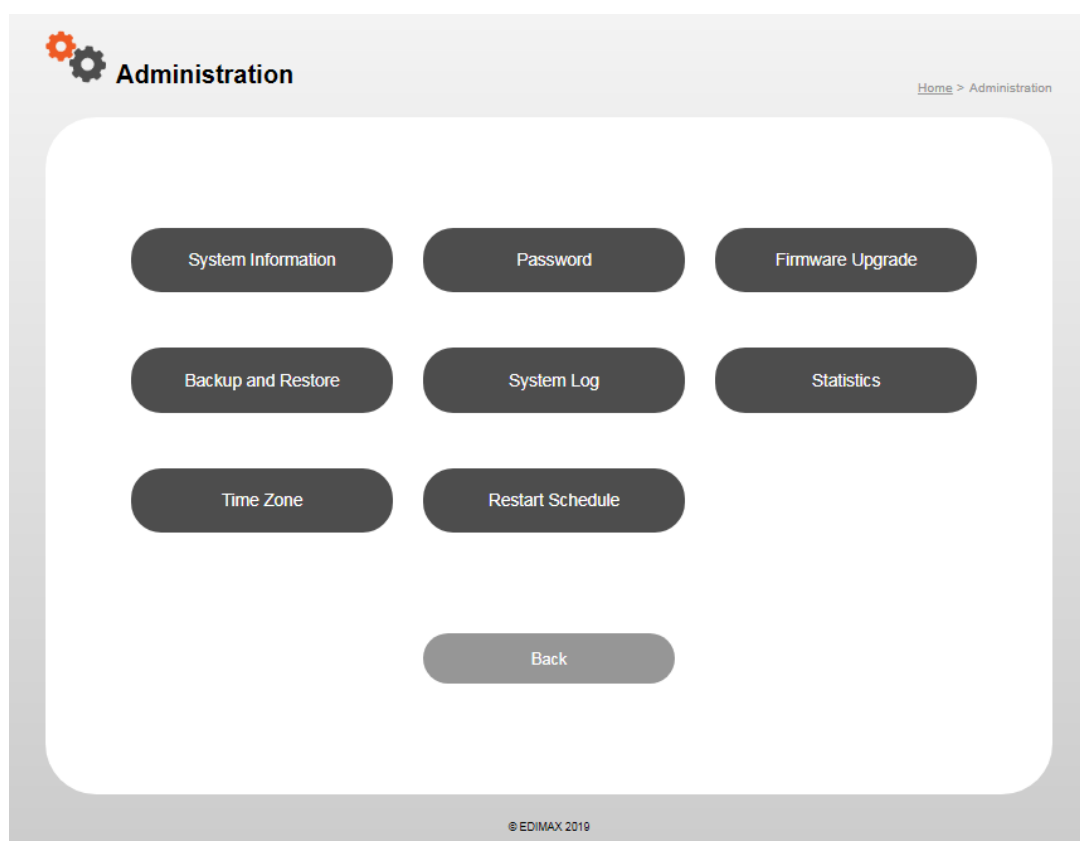 Administration
Home > Administration
System Information
Password
Firmware Upgrade
Backup and Restore
System Log
Statistics
Time Zone
Restart Schedule
Back
© EDIMAX 2019